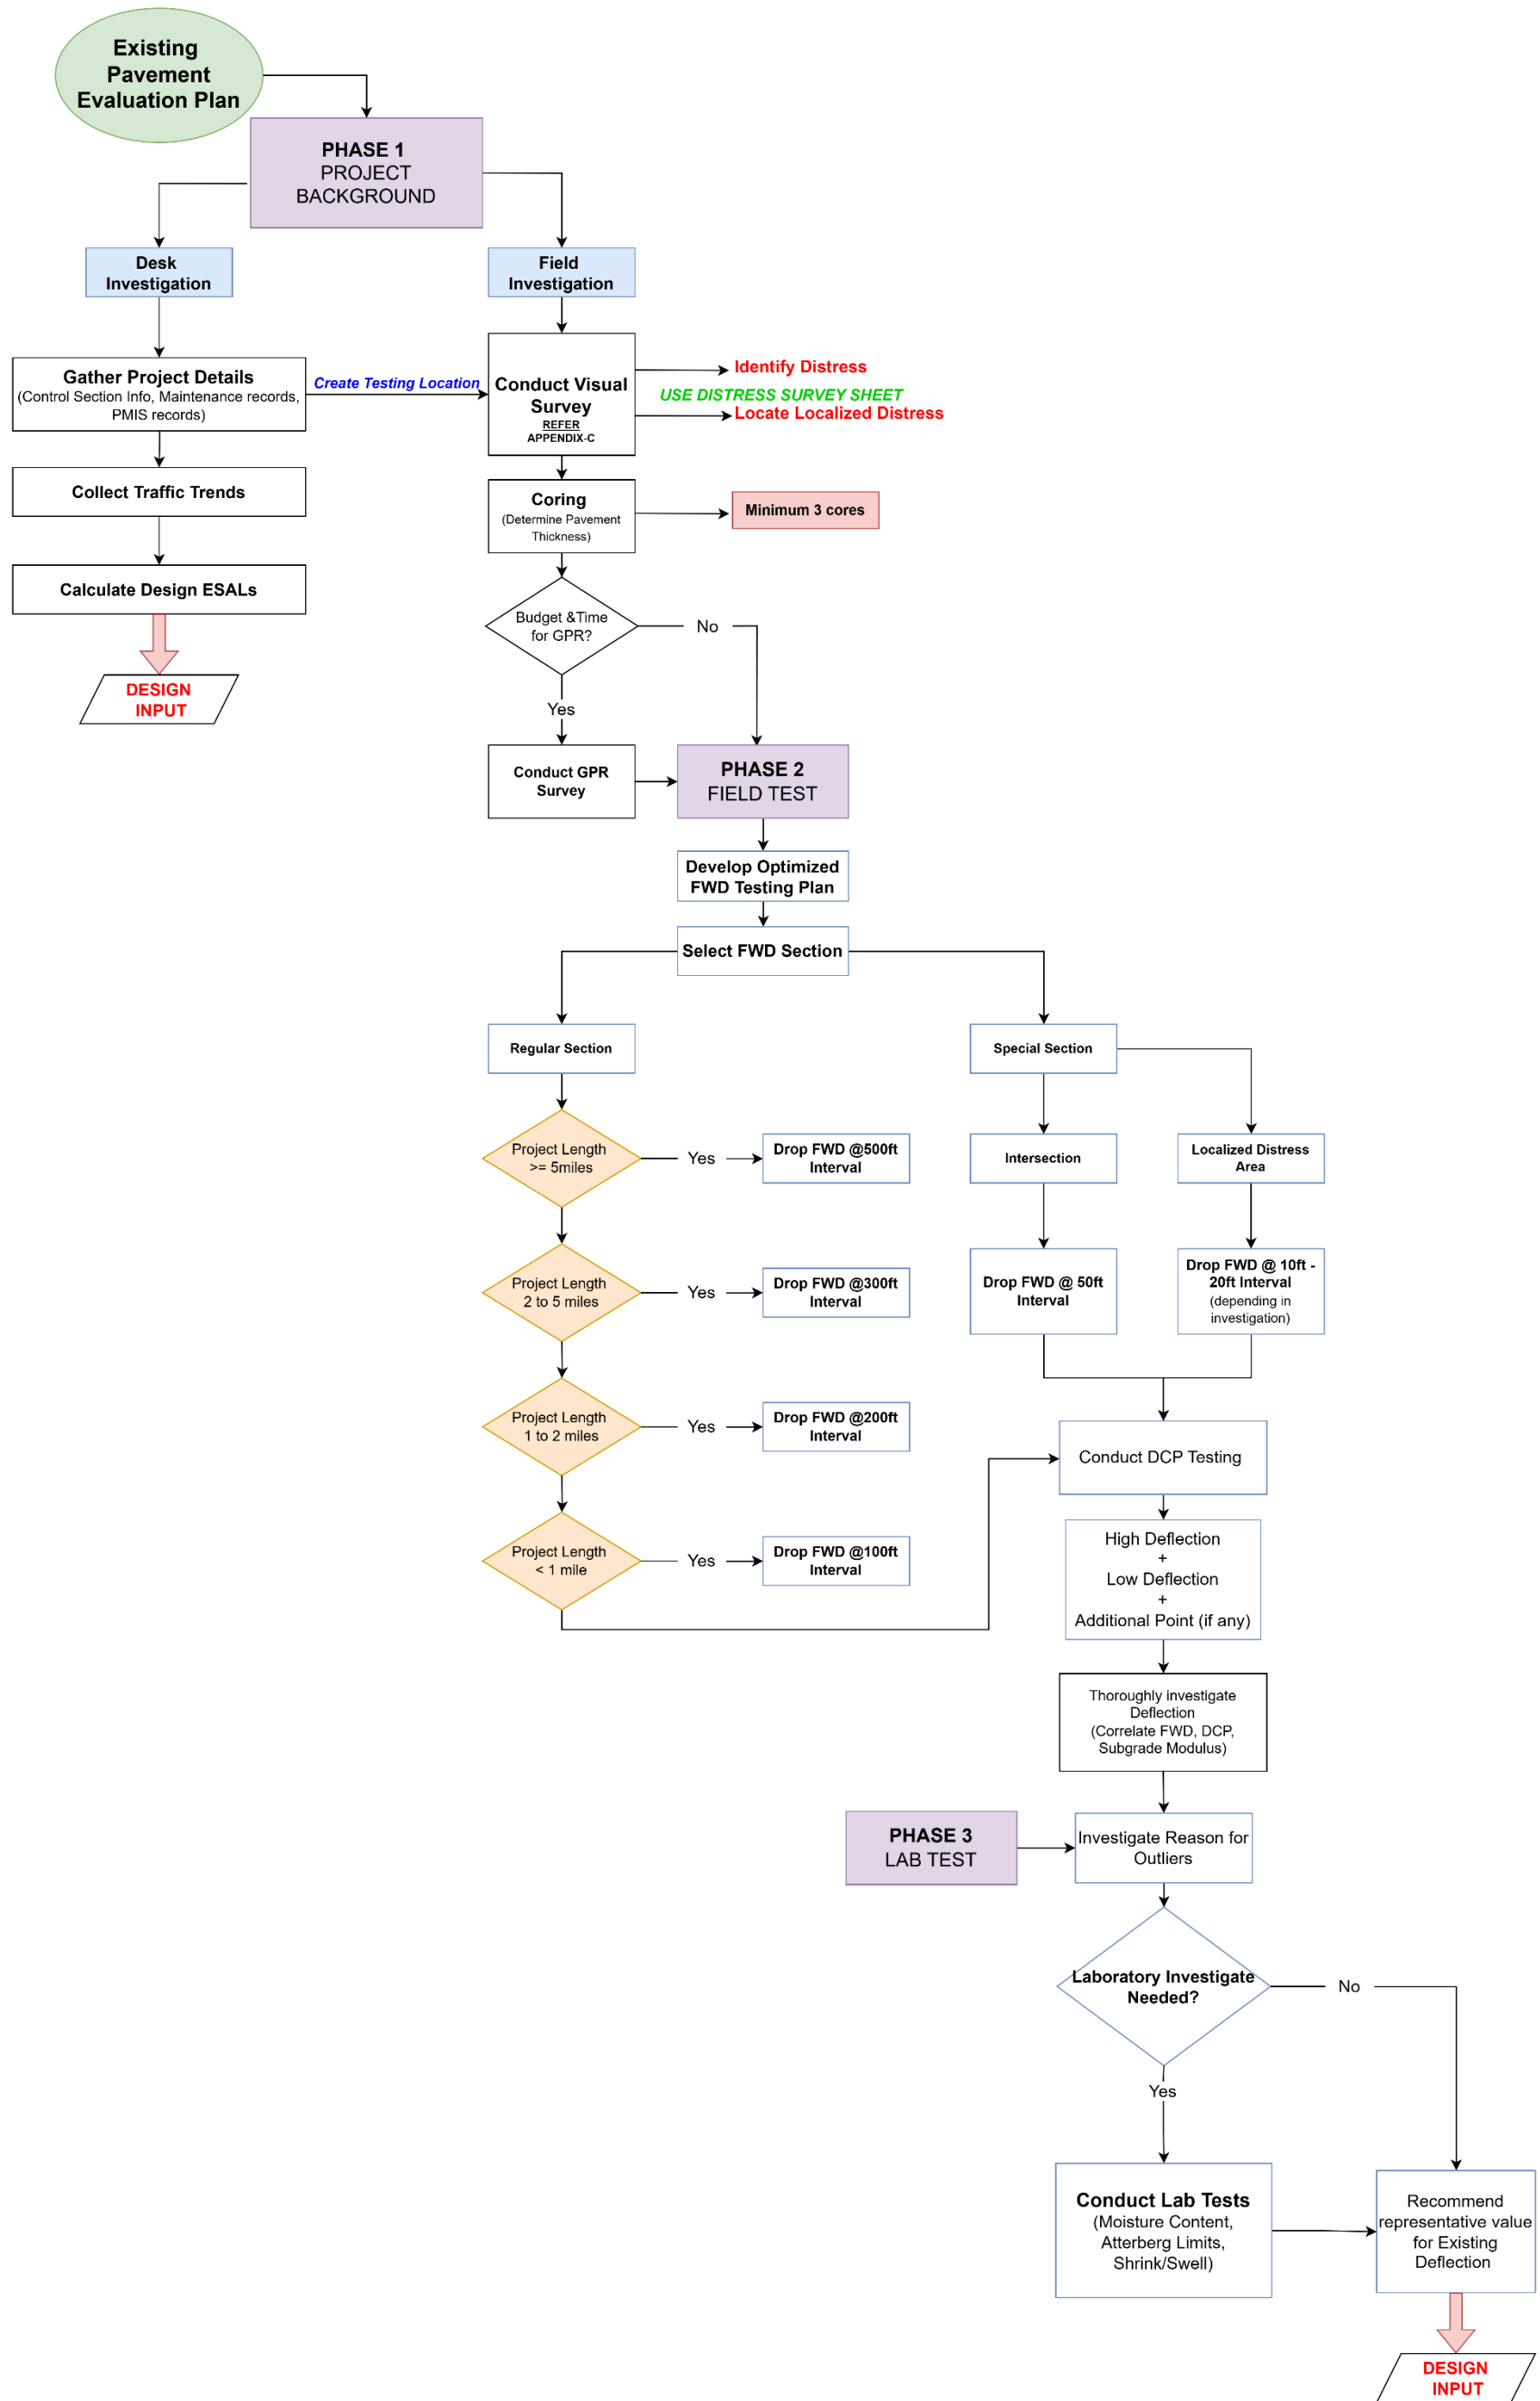 Existing
Pavement
Evaluation Plan
PHASE 1
PROJECT
BACKGROUND
Desk
Investigation
Field
Investigation
Gather Project Details
(Control Section Info, Maintenance records,
PMIS records)
Create Testing Location
Conduct Visual
Survey
REFER
APPENDIX-C
Identify Distress
USE DISTRESS SURVEY SHEET
Locate Localized Distress
Collect Traffic Trends
Coring
(Determine Pavement
Thickness)
Minimum 3 cores
Calculate Design ESALs
Budget &Time
for GPR?
No
Yes
DESIGN
INPUT
Conduct GPR
Survey
PHASE 2
FIELD TEST
Develop Optimized
FWD Testing Plan
Select FWD Section
Regular Section
Special Section
Project Length
>= 5miles
Yes
Drop FWD @500ft
Interval
Intersection
Localized Distress
Area
Project Length
2 to 5 miles
Yes
Drop FWD @300ft
Interval
Drop FWD @ 50ft
Interval
Drop FWD @ 10ft -
20ft Interval
(depending in
investigation)
Project Length
1 to 2 miles
Yes
Drop FWD @200ft
Interval
Conduct DCP Testing
Project Length
< 1 mile
Yes
Drop FWD @100ft
Interval
High Deflection
+
Low Deflection
+
Additional Point (if any)
Thoroughly investigate
Deflection
(Correlate FWD, DCP,
Subgrade Modulus)
PHASE 3
LAB TEST
Investigate Reason for
Outliers
Laboratory Investigate
Needed?
No
Yes
Conduct Lab Tests
(Moisture Content,
Atterberg Limits,
Shrink/Swell)
Recommend
representative value
for Existing
Deflection
DESIGN
INPUT